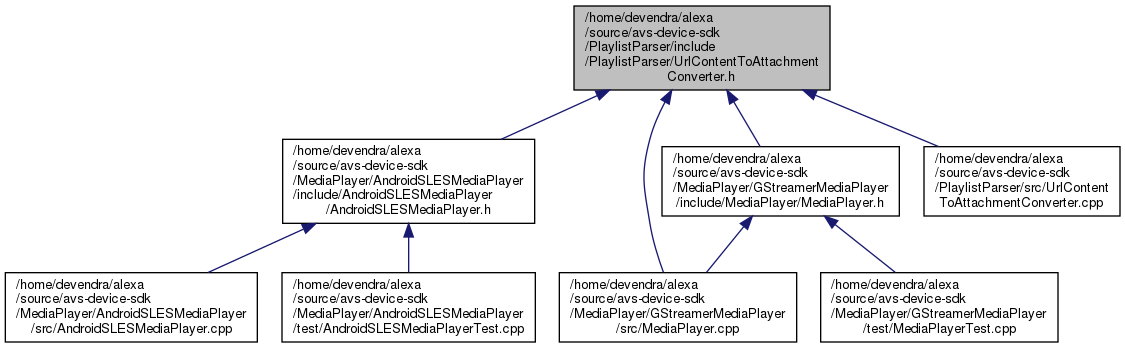 /home/devendra/alexa
/source/avs-device-sdk
/PlaylistParser/include
/PlaylistParser/UrlContentToAttachment
Converter.h
/home/devendra/alexa
/source/avs-device-sdk
/MediaPlayer/AndroidSLESMediaPlayer
/include/AndroidSLESMediaPlayer
/AndroidSLESMediaPlayer.h
/home/devendra/alexa
/source/avs-device-sdk
/MediaPlayer/GStreamerMediaPlayer
/include/MediaPlayer/MediaPlayer.h
/home/devendra/alexa
/source/avs-device-sdk
/PlaylistParser/src/UrlContent
ToAttachmentConverter.cpp
/home/devendra/alexa
/source/avs-device-sdk
/MediaPlayer/AndroidSLESMediaPlayer
/src/AndroidSLESMediaPlayer.cpp
/home/devendra/alexa
/source/avs-device-sdk
/MediaPlayer/AndroidSLESMediaPlayer
/test/AndroidSLESMediaPlayerTest.cpp
/home/devendra/alexa
/source/avs-device-sdk
/MediaPlayer/GStreamerMediaPlayer
/src/MediaPlayer.cpp
/home/devendra/alexa
/source/avs-device-sdk
/MediaPlayer/GStreamerMediaPlayer
/test/MediaPlayerTest.cpp